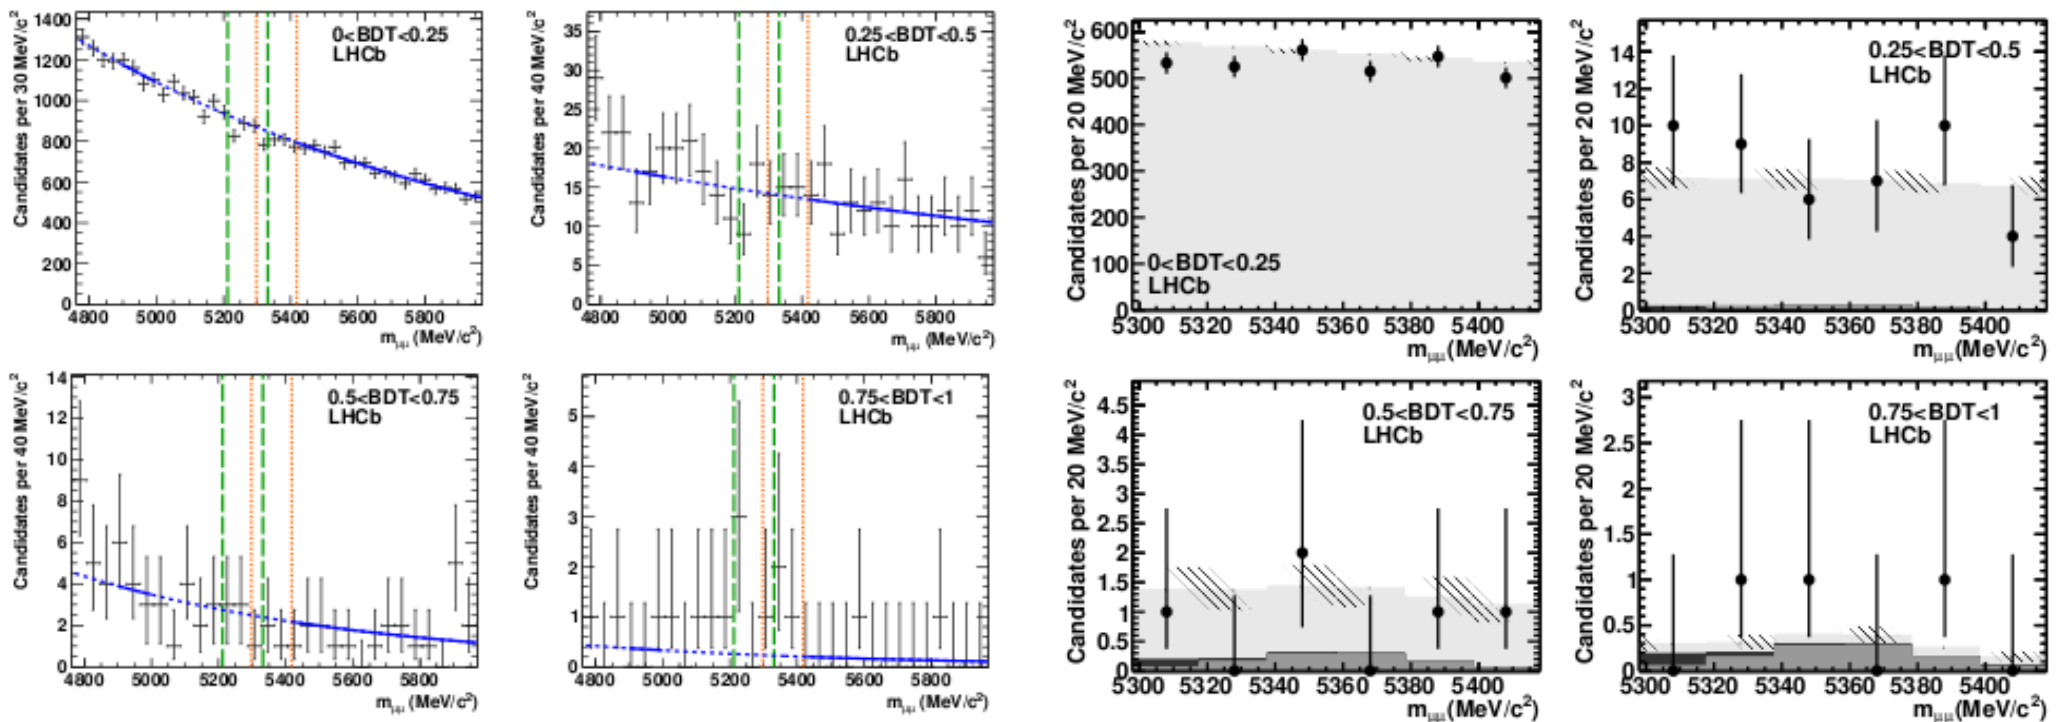 Candidates per 30 MeV/c²
1400
1200
1000
800
600
400
200
0
0<BDT<0.25
LHCb
4800 5000 5200 5400 5600 5800
mμμ (MeV/c²)
Candidates per 40 MeV/c²
35
30
25
20
15
10
5
0
0.25<BDT<0.5
LHCb
4800 5000 5200 5400 5600 5800
mμμ (MeV/c²)
Candidates per 20 MeV/c²
600
500
400
300
200
100
0
0<BDT<0.25
LHCb
5300 5320 5340 5360 5380 5400
mμμ(MeV/c²)
Candidates per 20 MeV/c²
14
12
10
8
6
4
2
0
0.25<BDT<0.5
LHCb
5300 5320 5340 5360 5380 5400
mμμ(MeV/c²)
Candidates per 40 MeV/c²
14
12
10
8
6
4
2
0
0.5<BDT<0.75
LHCb
4800 5000 5200 5400 5600 5800
mμμ (MeV/c²)
Candidates per 40 MeV/c²
5
4
3
2
1
0
0.75<BDT<1
LHCb
4800 5000 5200 5400 5600 5800
mμμ (MeV/c²)
Candidates per 20 MeV/c²
4.5
4
3.5
3
2.5
2
1.5
1
0.5
0
0.5<BDT<0.75
LHCb
5300 5320 5340 5360 5380 5400
mμμ(MeV/c²)
Candidates per 20 MeV/c²
3
2.5
2
1.5
1
0.5
0
0.75<BDT<1
LHCb
5300 5320 5340 5360 5380 5400
mμμ(MeV/c²)